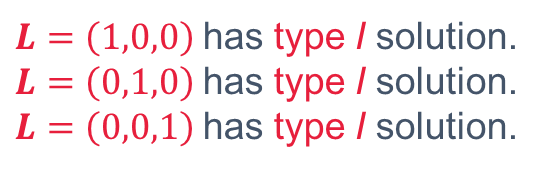 L = (1,0,0) has type I solution.
L = (0,1,0) has type I solution.
L = (0,0,1) has type I solution.